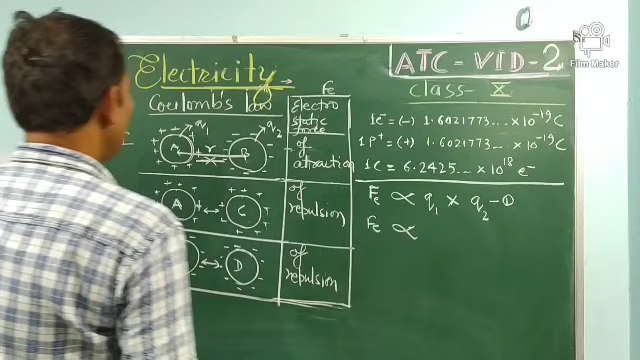 Electricity
Coulomb's law
Fe
Electro
static
force
q1
q2
A
r
B
of
attraction
A
C
of
repulsion
D
of
repulsion
ATC - VID-2
class- X
1e⁻ = (-) 1.6021773... × 10⁻¹⁹ C
1P⁺ = (+) 1.6021773... × 10⁻¹⁹ C
1C = 6.2425... × 10¹⁸ e⁻
Fe ∝ q1 × q2 - ①
Fe ∝
Film Maker